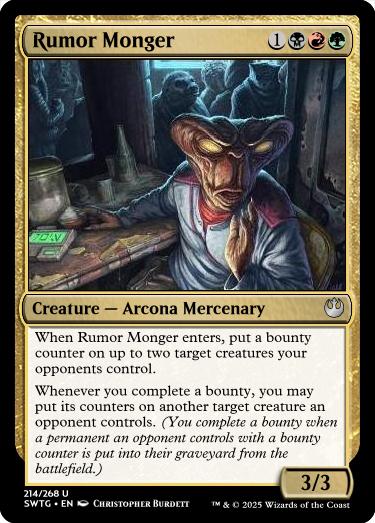 Rumor Monger
1
When Rumor Monger enters, put a bounty
counter on up to two target creatures your
opponents control.
Whenever you complete a bounty, you may
put its counters on another target creature an
opponent controls. (You complete a bounty when
a permanent an opponent controls with a bounty
counter is put into their graveyard from the
battlefield.)
Creature — Arcona Mercenary
3/3
214/268 U
SWTG • EN Christopher Burdett
™ & © 2025 Wizards of the Coast